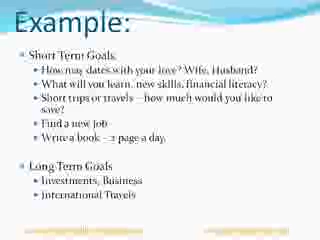 Example:
Short Term Goals
How may dates with your love? Wife, Husband?
What will you learn, new skills, financial literacy?
Short trips or travels – how much would you like to
save?
Find a new job
Write a book – 2 page a day.
Long Term Goals
Investments, Business
International Travels